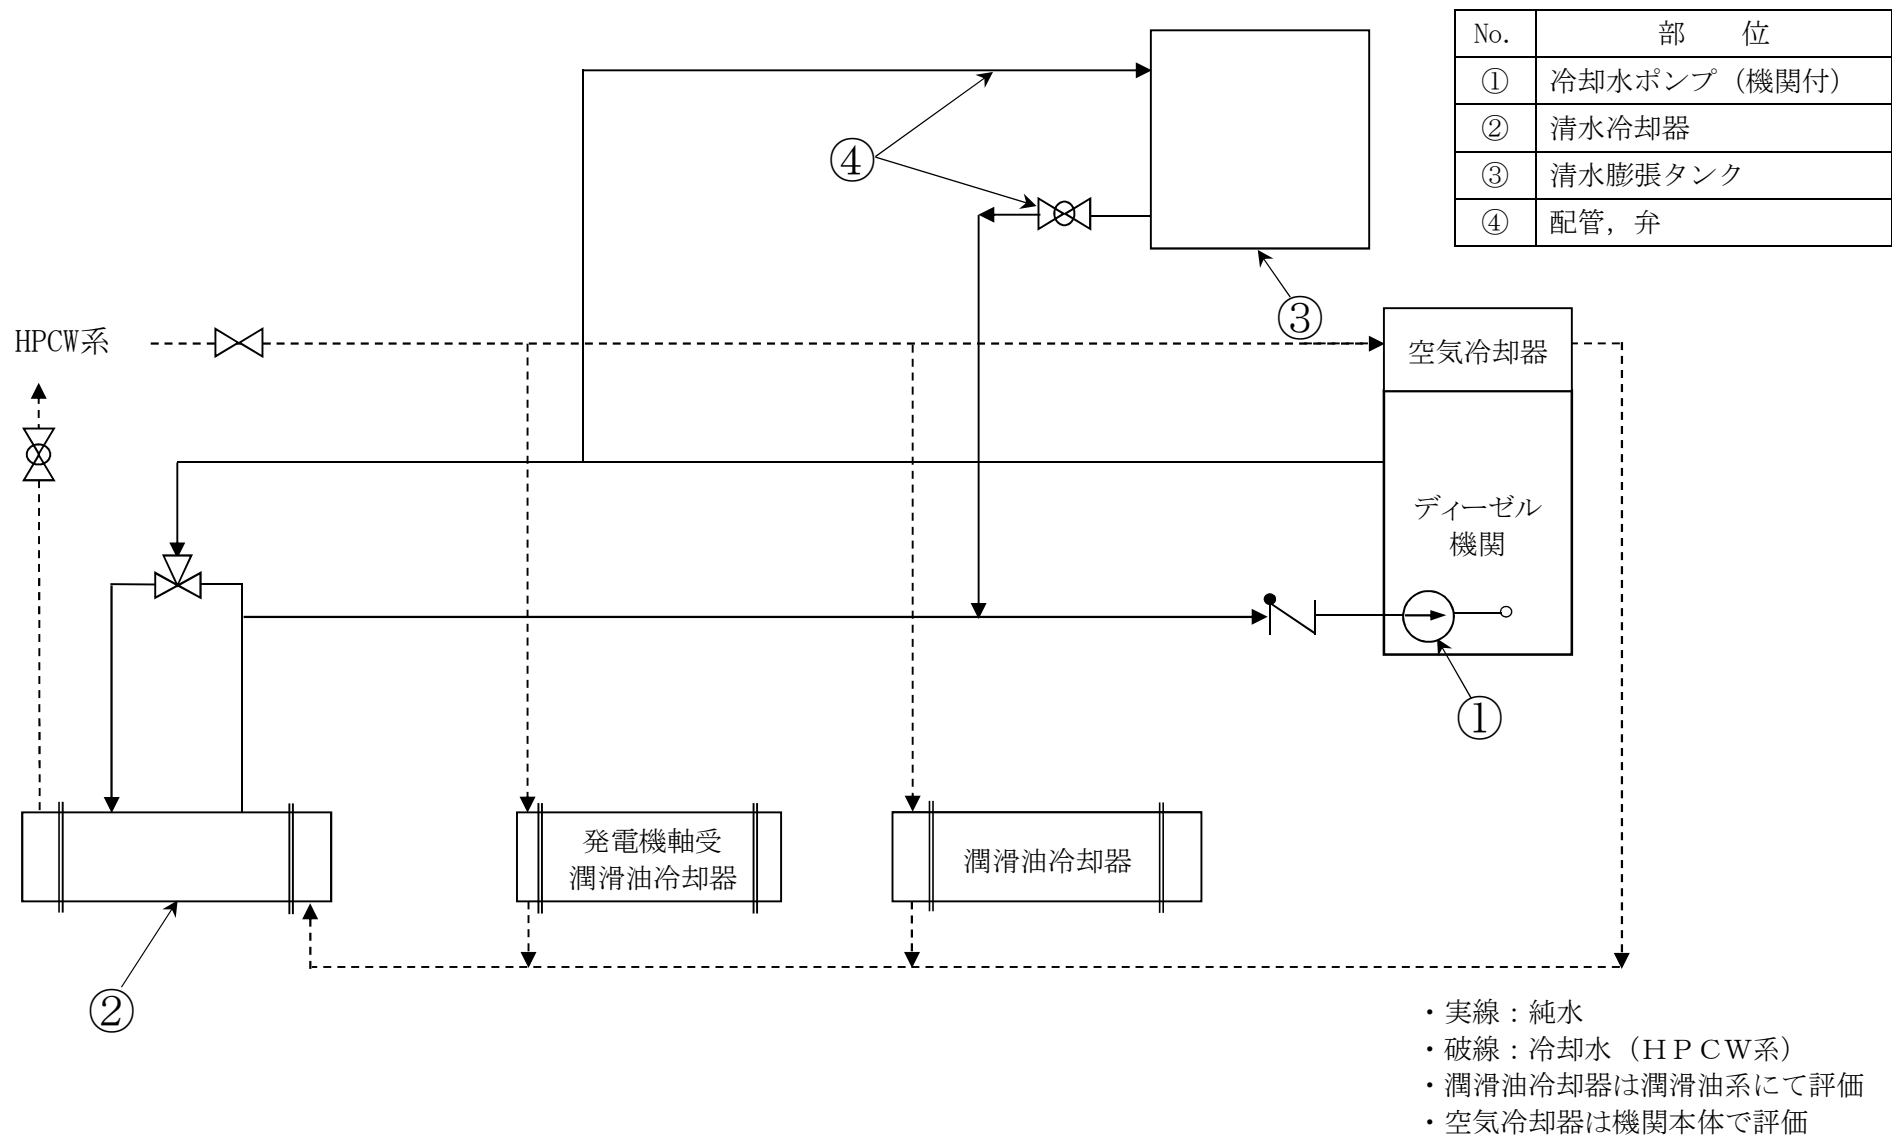 No. 部　　位
① 冷却水ポンプ（機関付）
② 清水冷却器
③ 清水膨張タンク
④ 配管，弁
④
③
HPCW系
空気冷却器
ディーゼル
機関
①
発電機軸受
潤滑油冷却器
潤滑油冷却器
②
・実線：純水
・破線：冷却水（ＨＰＣＷ系）
・潤滑油冷却器は潤滑油系にて評価
・空気冷却器は機関本体で評価